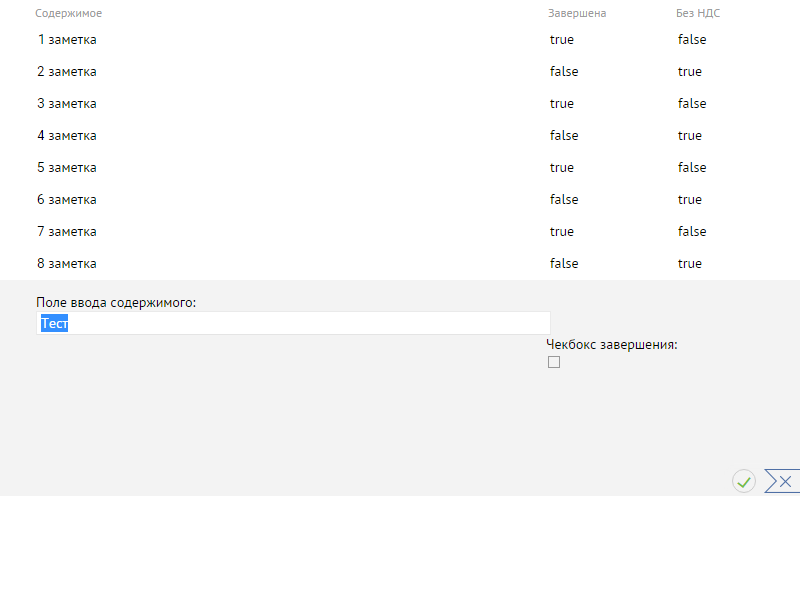 Содержимое Завершена Без НДС
1 заметка true false
2 заметка false true
3 заметка true false
4 заметка false true
5 заметка true false
6 заметка false true
7 заметка true false
8 заметка false true
Поле ввода содержимого:
Тест
Чекбокс завершения: